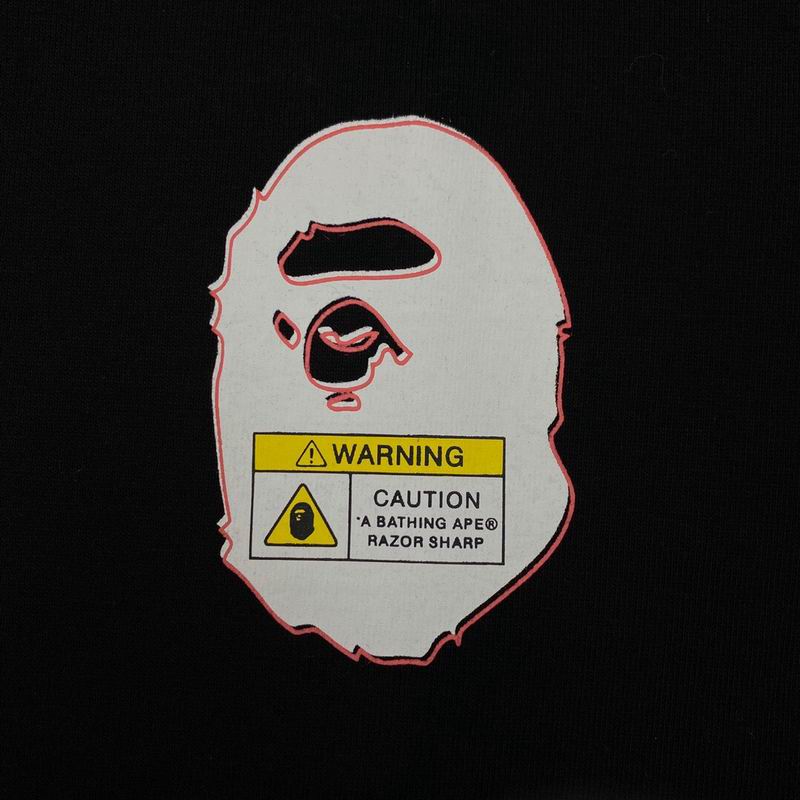 WARNING
CAUTION
"A BATHING APE®
RAZOR SHARP